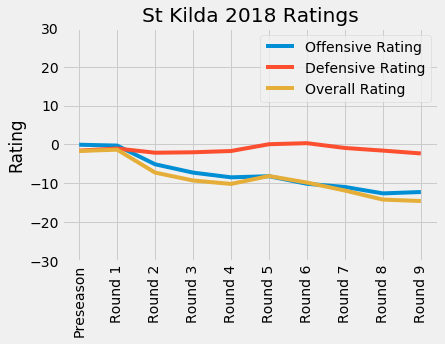 St Kilda 2018 Ratings
Offensive Rating
Defensive Rating
Overall Rating
Rating
30
20
10
0
−10
−20
−30
Preseason
Round 1
Round 2
Round 3
Round 4
Round 5
Round 6
Round 7
Round 8
Round 9